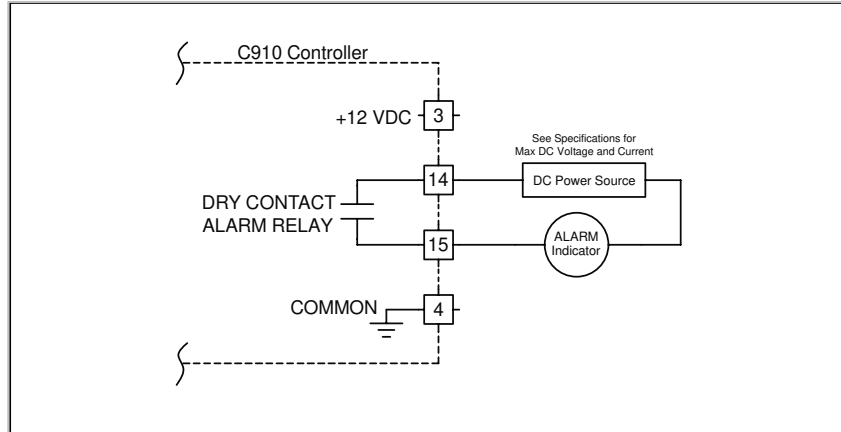 C910 Controller
+12 VDC
3
See Specifications for
Max DC Voltage and Current
14
DC Power Source
DRY CONTACT
ALARM RELAY
15
ALARM
Indicator
COMMON
4